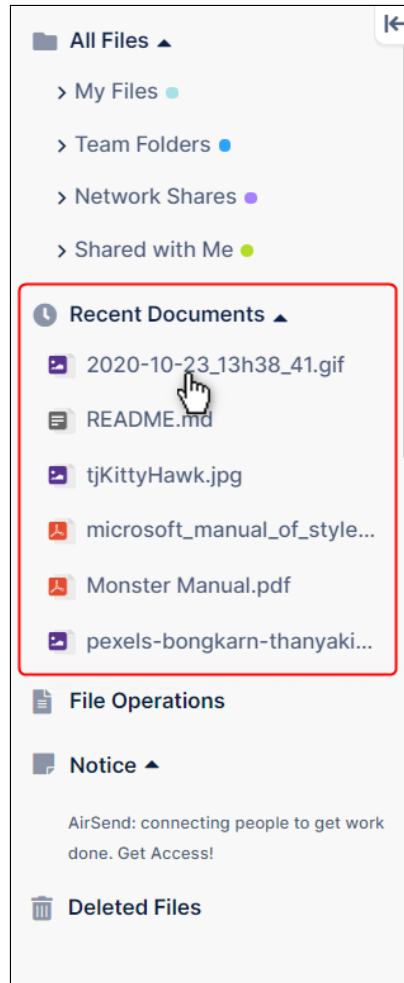 All Files
My Files
Team Folders
Network Shares
Shared with Me
Recent Documents
2020-10-23_13h38_41.gif
README.md
tjKittyHawk.jpg
microsoft_manual_of_style...
Monster Manual.pdf
pexels-bongkarn-thanyaki...
File Operations
Notice
AirSend: connecting people to get work
done. Get Access!
Deleted Files